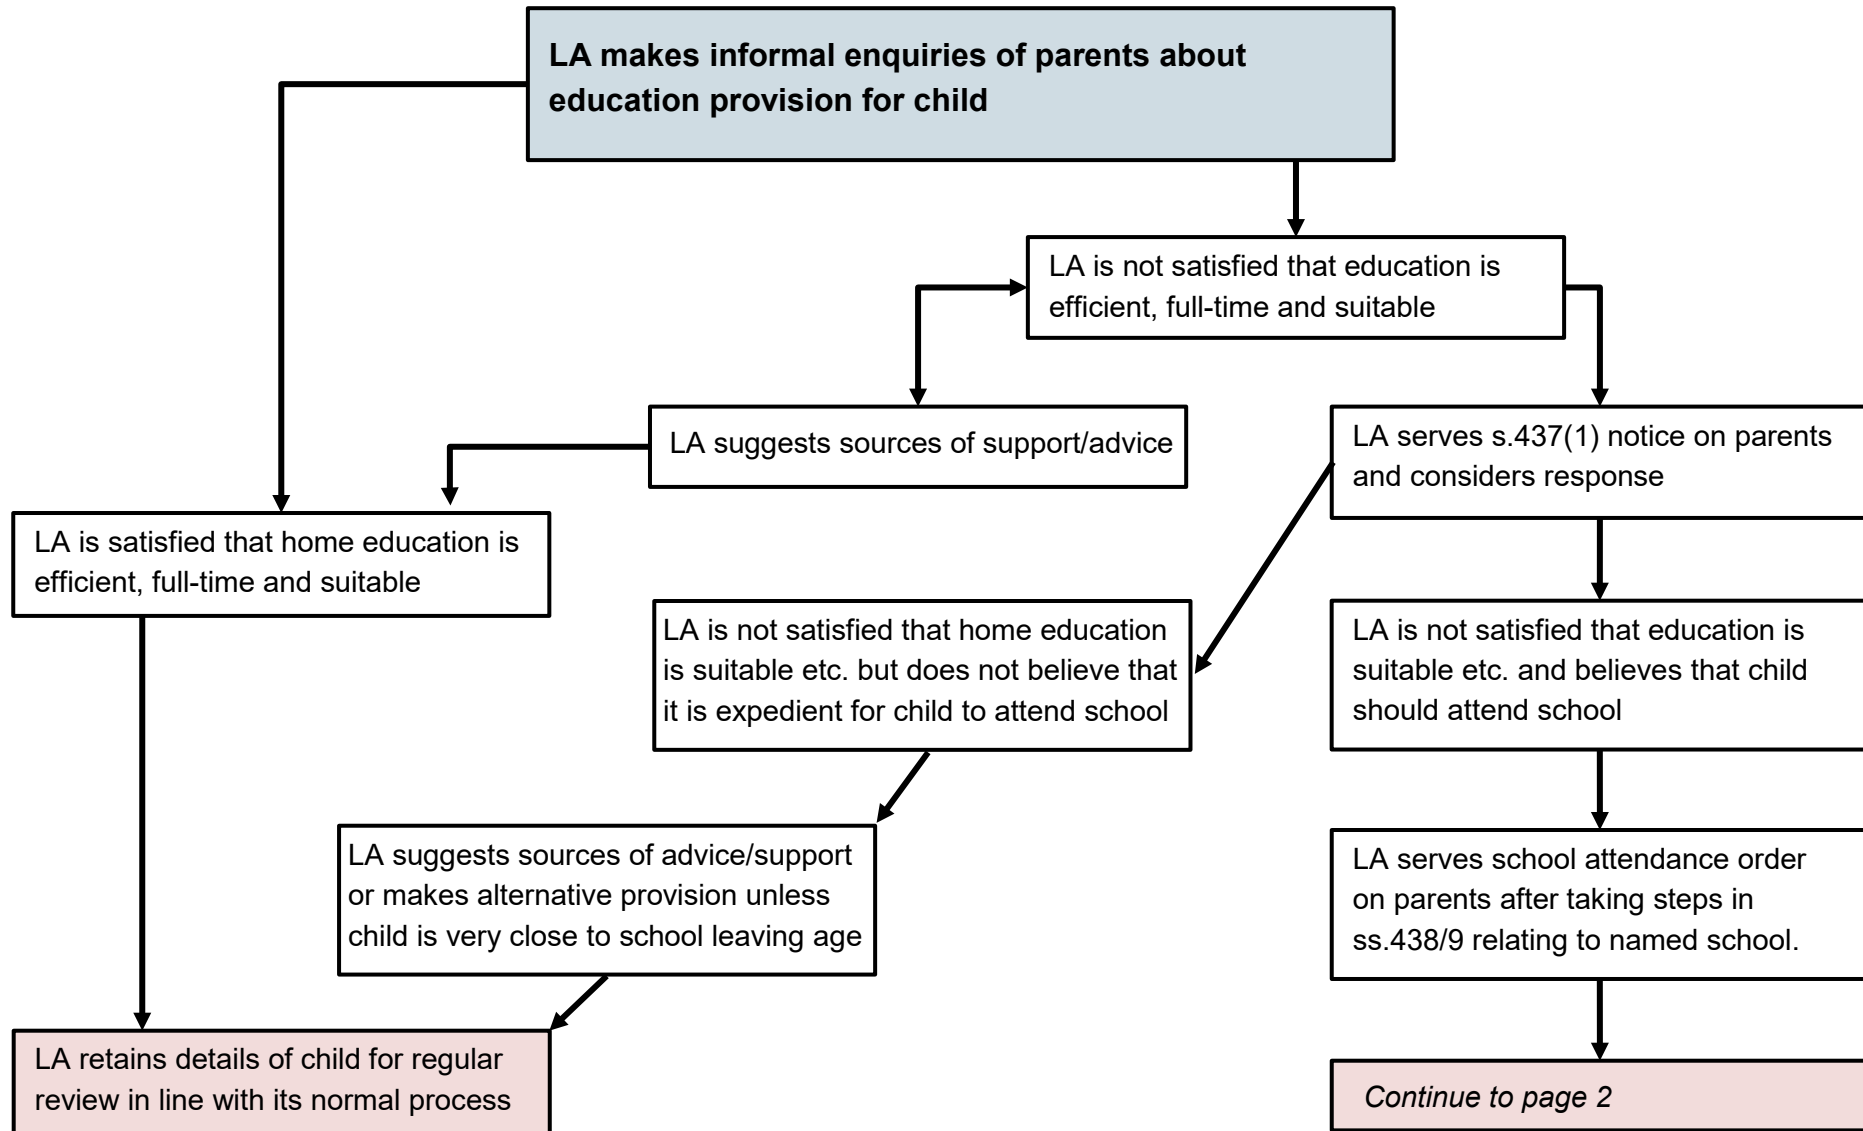 LA makes informal enquiries of parents about
education provision for child
LA is not satisfied that education is
efficient, full-time and suitable
LA suggests sources of support/advice
LA serves s.437(1) notice on parents
and considers response
LA is satisfied that home education is
efficient, full-time and suitable
LA is not satisfied that home education
is suitable etc. but does not believe that
it is expedient for child to attend school
LA is not satisfied that education is
suitable etc. and believes that child
should attend school
LA suggests sources of advice/support
or makes alternative provision unless
child is very close to school leaving age
LA serves school attendance order
on parents after taking steps in
ss.438/9 relating to named school.
LA retains details of child for regular
review in line with its normal process
Continue to page 2